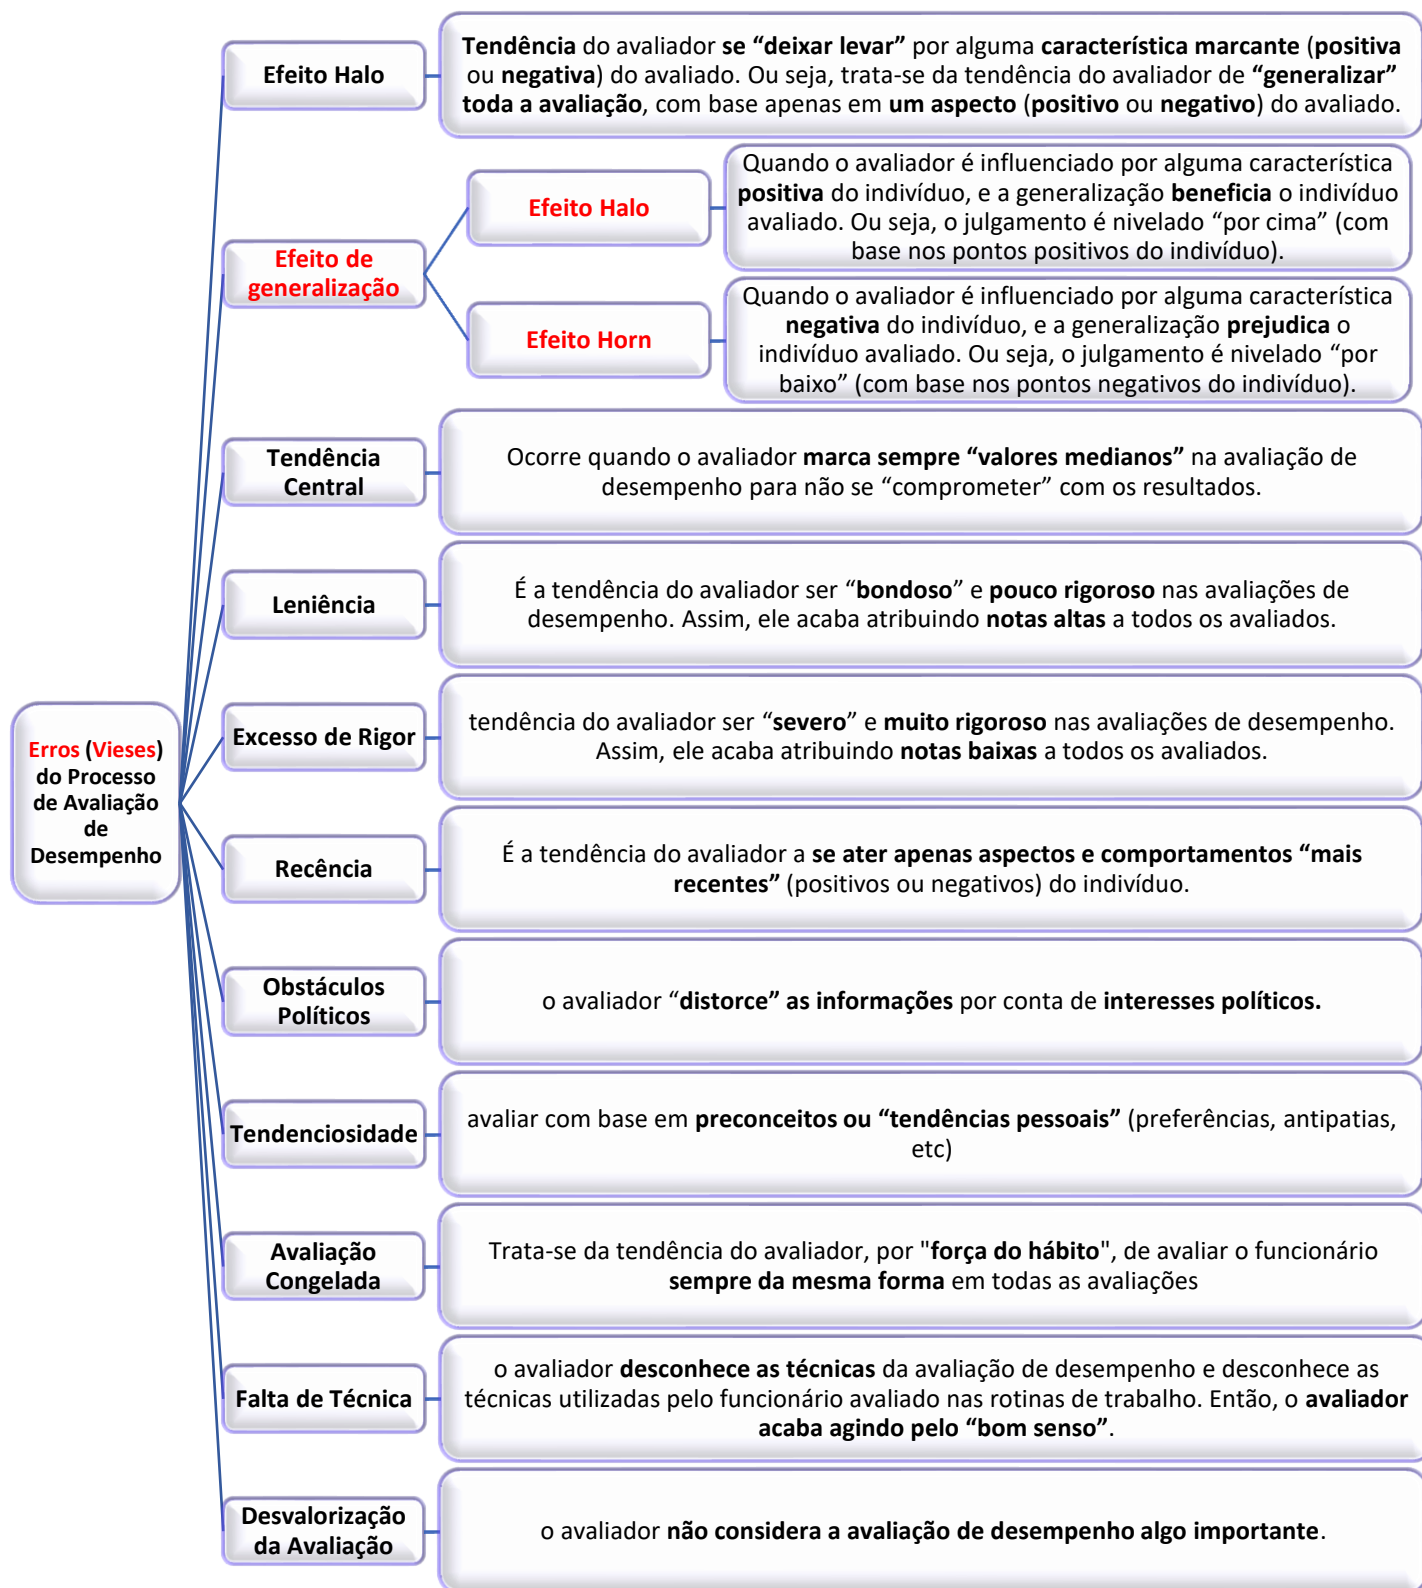 Efeito Halo
Tendência do avaliador se “deixar levar” por alguma característica marcante (positiva
ou negativa) do avaliado. Ou seja, trata-se da tendência do avaliador de “generalizar”
toda a avaliação, com base apenas em um aspecto (positivo ou negativo) do avaliado.
Efeito de
generalização
Efeito Halo
Quando o avaliador é influenciado por alguma característica
positiva do indivíduo, e a generalização beneficia o indivíduo
avaliado. Ou seja, o julgamento é nivelado “por cima” (com
base nos pontos positivos do indivíduo).
Efeito Horn
Quando o avaliador é influenciado por alguma característica
negativa do indivíduo, e a generalização prejudica o
indivíduo avaliado. Ou seja, o julgamento é nivelado “por
baixo” (com base nos pontos negativos do indivíduo).
Tendência
Central
Ocorre quando o avaliador marca sempre “valores medianos” na avaliação de
desempenho para não se “comprometer” com os resultados.
Leniência
É a tendência do avaliador ser “bondoso” e pouco rigoroso nas avaliações de
desempenho. Assim, ele acaba atribuindo notas altas a todos os avaliados.
Erros (Vieses)
do Processo
de Avaliação
de
Desempenho
Excesso de Rigor
tendência do avaliador ser “severo” e muito rigoroso nas avaliações de desempenho.
Assim, ele acaba atribuindo notas baixas a todos os avaliados.
Recência
É a tendência do avaliador a se ater apenas aspectos e comportamentos “mais
recentes” (positivos ou negativos) do indivíduo.
Obstáculos
Políticos
o avaliador “distorce” as informações por conta de interesses políticos.
Tendenciosidade
avaliar com base em preconceitos ou “tendências pessoais” (preferências, antipatias,
etc)
Avaliação
Congelada
Trata-se da tendência do avaliador, por "força do hábito", de avaliar o funcionário
sempre da mesma forma em todas as avaliações
Falta de Técnica
o avaliador desconhece as técnicas da avaliação de desempenho e desconhece as
técnicas utilizadas pelo funcionário avaliado nas rotinas de trabalho. Então, o avaliador
acaba agindo pelo “bom senso”.
Desvalorização
da Avaliação
o avaliador não considera a avaliação de desempenho algo importante.